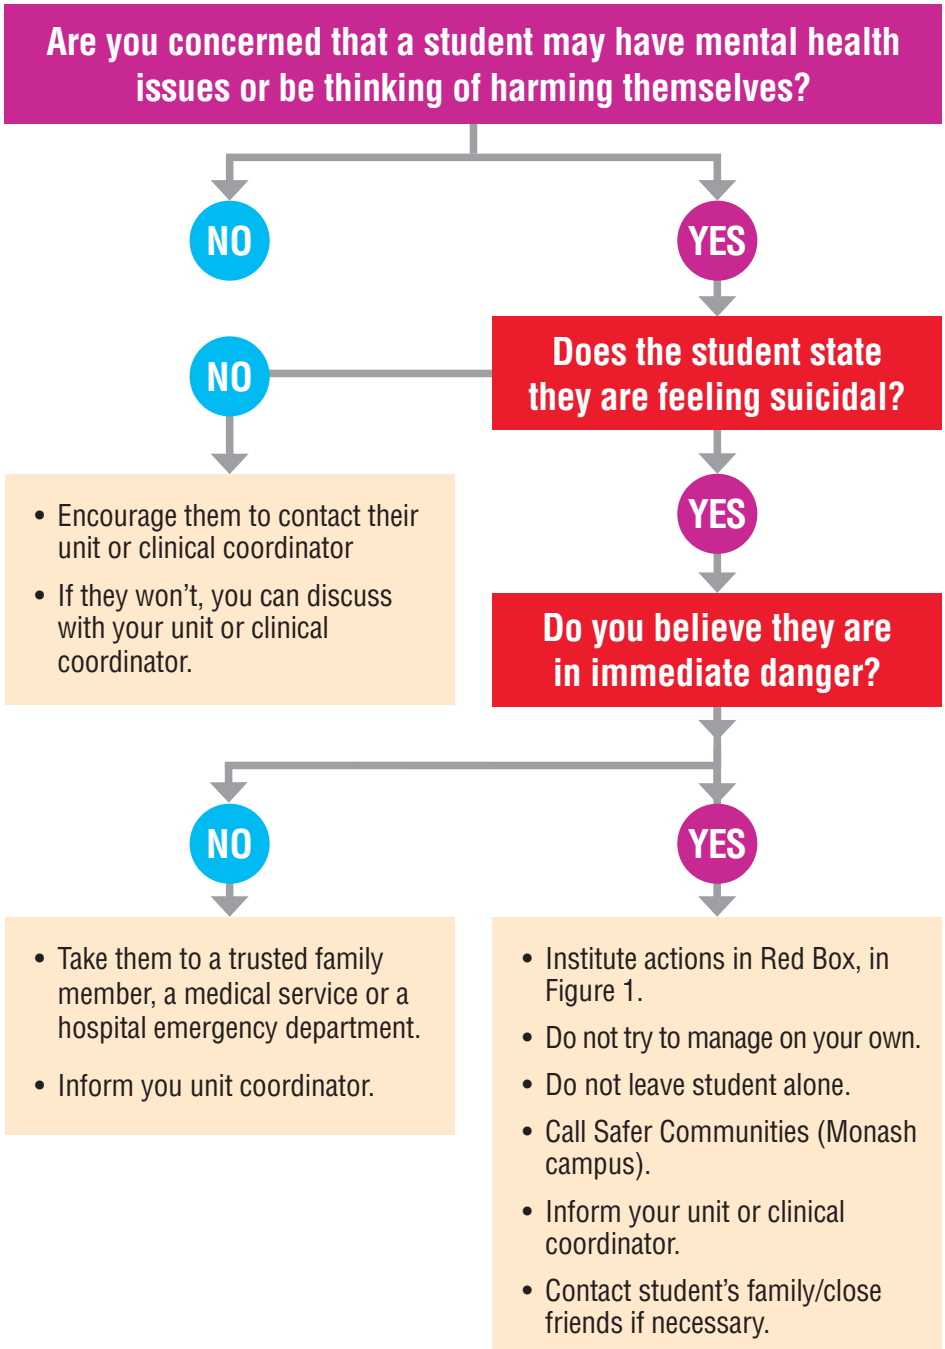 Are you concerned that a student may have mental health
issues or be thinking of harming themselves?
NO
YES
Does the student state
they are feeling suicidal?
NO
• Encourage them to contact their
unit or clinical coordinator
• If they won’t, you can discuss
with your unit or clinical
coordinator.
YES
Do you believe they are
in immediate danger?
NO
YES
• Take them to a trusted family
member, a medical service or a
hospital emergency department.
• Inform you unit coordinator.
• Institute actions in Red Box, in
Figure 1.
• Do not try to manage on your own.
• Do not leave student alone.
• Call Safer Communities (Monash
campus).
• Inform your unit or clinical
coordinator.
• Contact student’s family/close
friends if necessary.